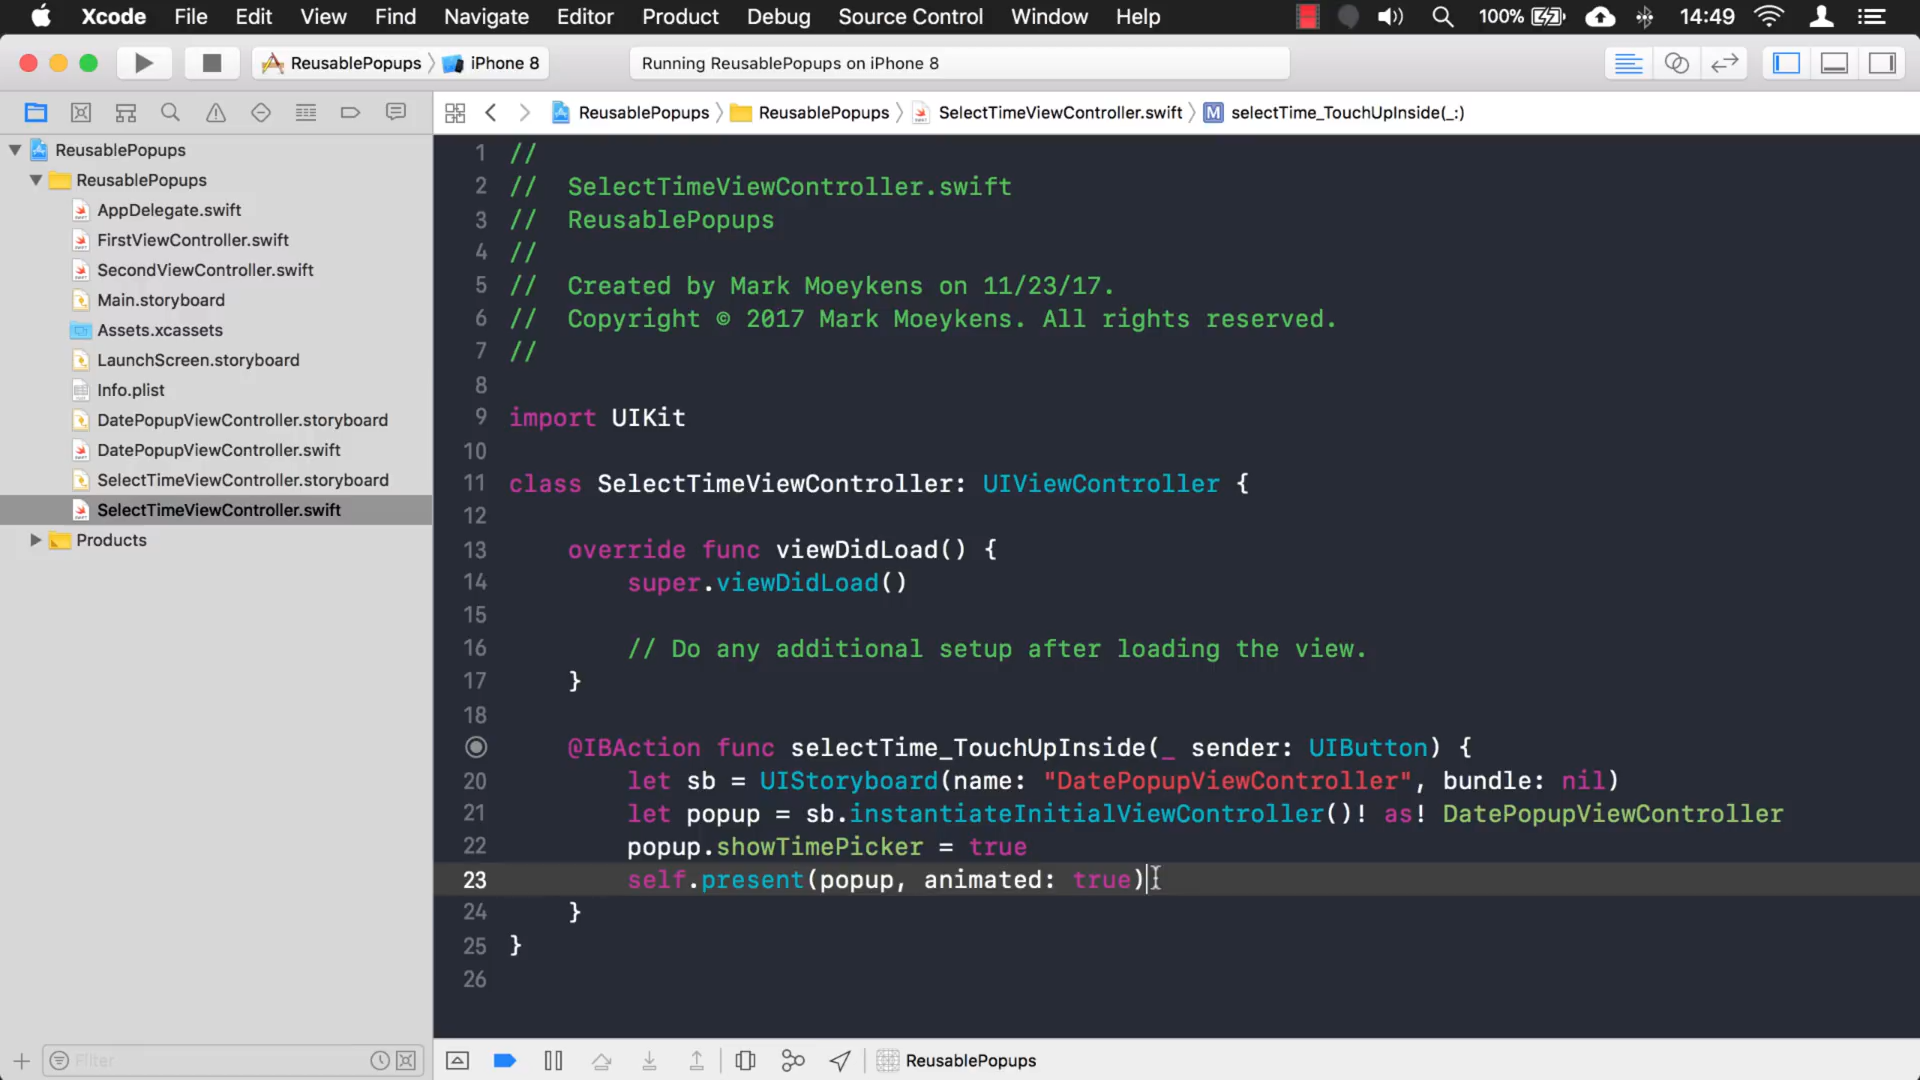 Xcode File Edit View Find Navigate Editor Product Debug Source Control Window Help 100% 14:49
ReusablePopups iPhone 8 Running ReusablePopups on iPhone 8
ReusablePopups ReusablePopups SelectTimeViewController.swift M selectTime_TouchUpInside(_:)
ReusablePopups
ReusablePopups
AppDelegate.swift
FirstViewController.swift
SecondViewController.swift
Main.storyboard
Assets.xcassets
LaunchScreen.storyboard
Info.plist
DatePopupViewController.storyboard
DatePopupViewController.swift
SelectTimeViewController.storyboard
SelectTimeViewController.swift
Products
Filter
1 //
2 //  SelectTimeViewController.swift
3 //  ReusablePopups
4 //
5 //  Created by Mark Moeykens on 11/23/17.
6 //  Copyright © 2017 Mark Moeykens. All rights reserved.
7 //
8
9 import UIKit
10
11 class SelectTimeViewController: UIViewController {
12
13     override func viewDidLoad() {
14         super.viewDidLoad()
15
16         // Do any additional setup after loading the view.
17     }
18
@IBAction func selectTime_TouchUpInside(_ sender: UIButton) {
20         let sb = UIStoryboard(name: "DatePopupViewController", bundle: nil)
21         let popup = sb.instantiateInitialViewController()! as! DatePopupViewController
22         popup.showTimePicker = true
23         self.present(popup, animated: true)
24     }
25 }
26
ReusablePopups